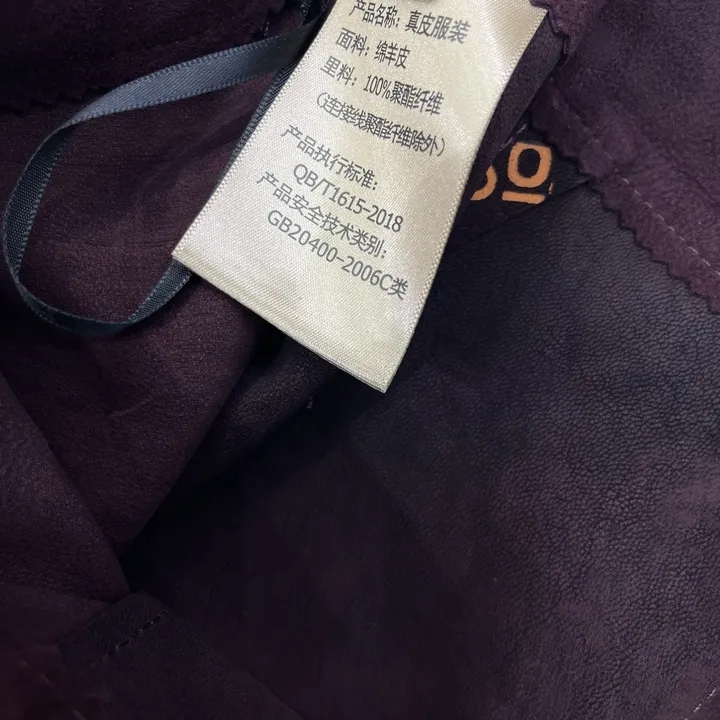 产品名称：真皮服装
面料：绵羊皮
里料：100%聚酯纤维
（连接线聚酯纤维除外）
产品执行标准：
QB/T1615-2018
产品安全技术类别：
GB20400-2006C类